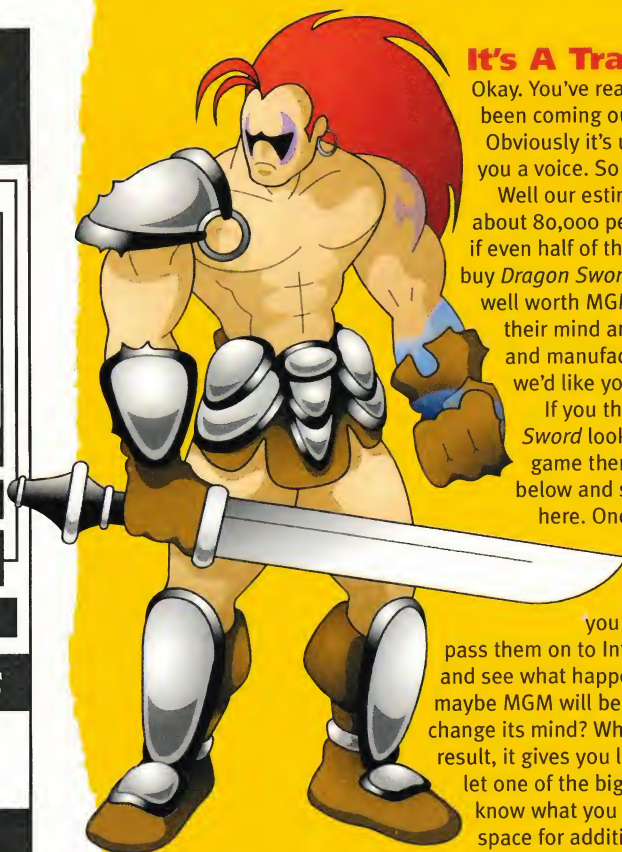 It's A Tra
Okay. You've rea
been coming ou
Obviously it's u
you a voice. So
Well our estin
about 80,000 pe
if even half of th
buy Dragon Swor
well worth MGM
their mind an
and manufac
we'd like yo
If you th
Sword look
game then
below and s
here. One
you
pass them on to Int
and see what happe
maybe MGM will be
change its mind? Wh
result, it gives you l
let one of the big
know what you
space for additi